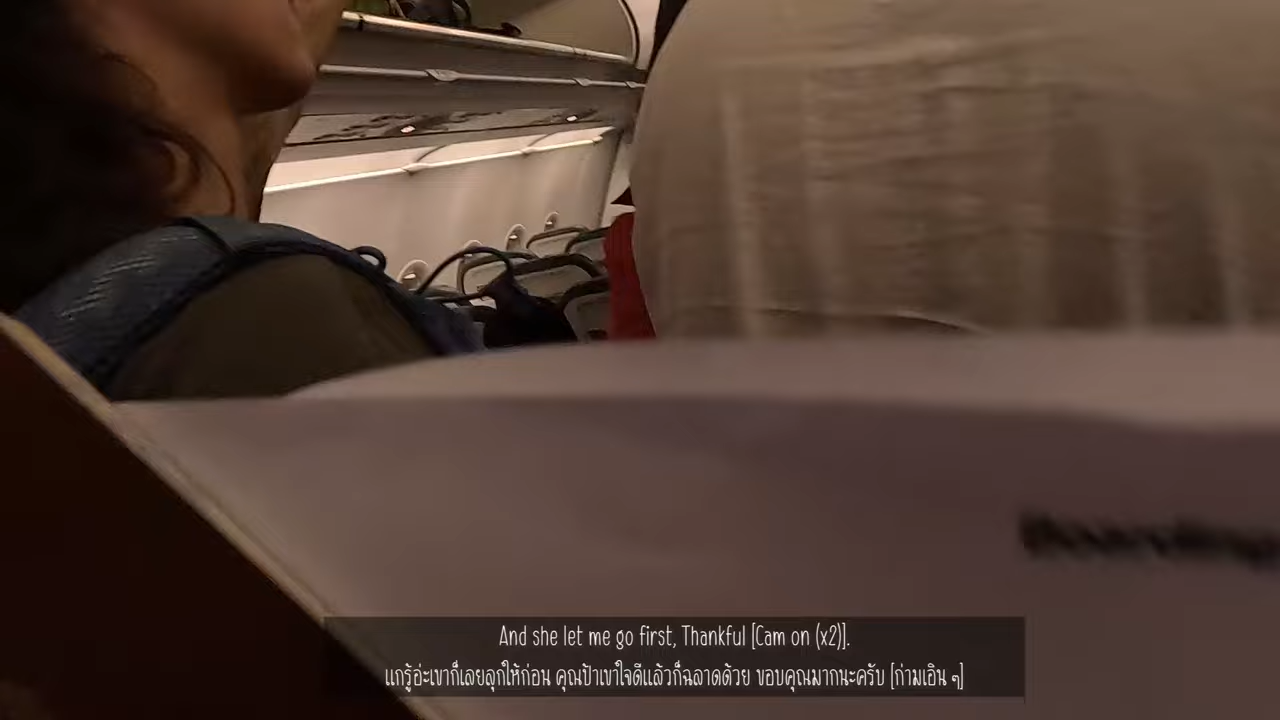 And she let me go first, Thankful [Cam on (x2)].
แกรู้อ่ะเขาก็เลยลุกให้ก่อน คุณป้าเขาใจดีแล้วก็ฉลาดด้วย ขอบคุณมากนะครับ [ก่ามเอิน ๆ]